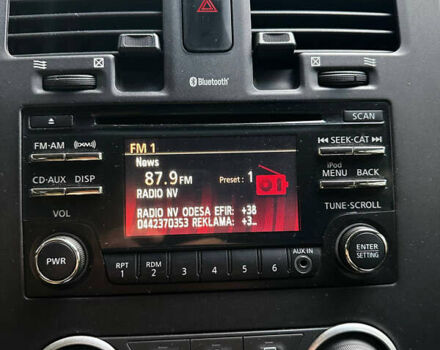 Bluetooth®
SCAN
FM·AM
CD·AUX DISP
VOL
PWR
FM 1
News
87.9 FM Preset: 1
RADIO NV
RADIO NV ODESA EFIR: +38
0442370353 REKLAMA: +3...
SEEK·CAT
iPod
MENU BACK
TUNE·SCROLL
ENTER
SETTING
AUX IN
RPT RDM
1 2 3 4 5 6